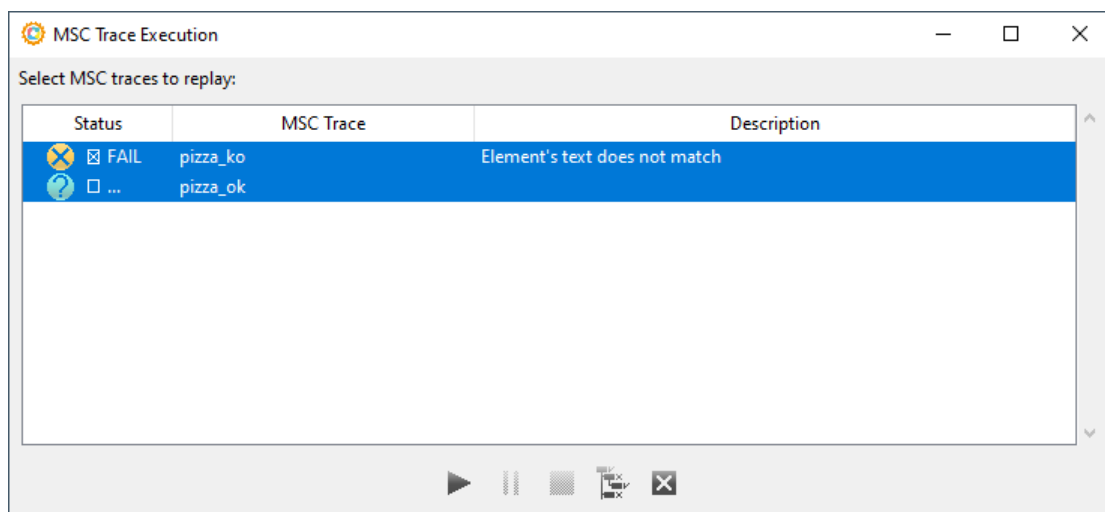 MSC Trace Execution
Select MSC traces to replay:
Status MSC Trace Description
FAIL pizza_ko Element's text does not match
... pizza_ok